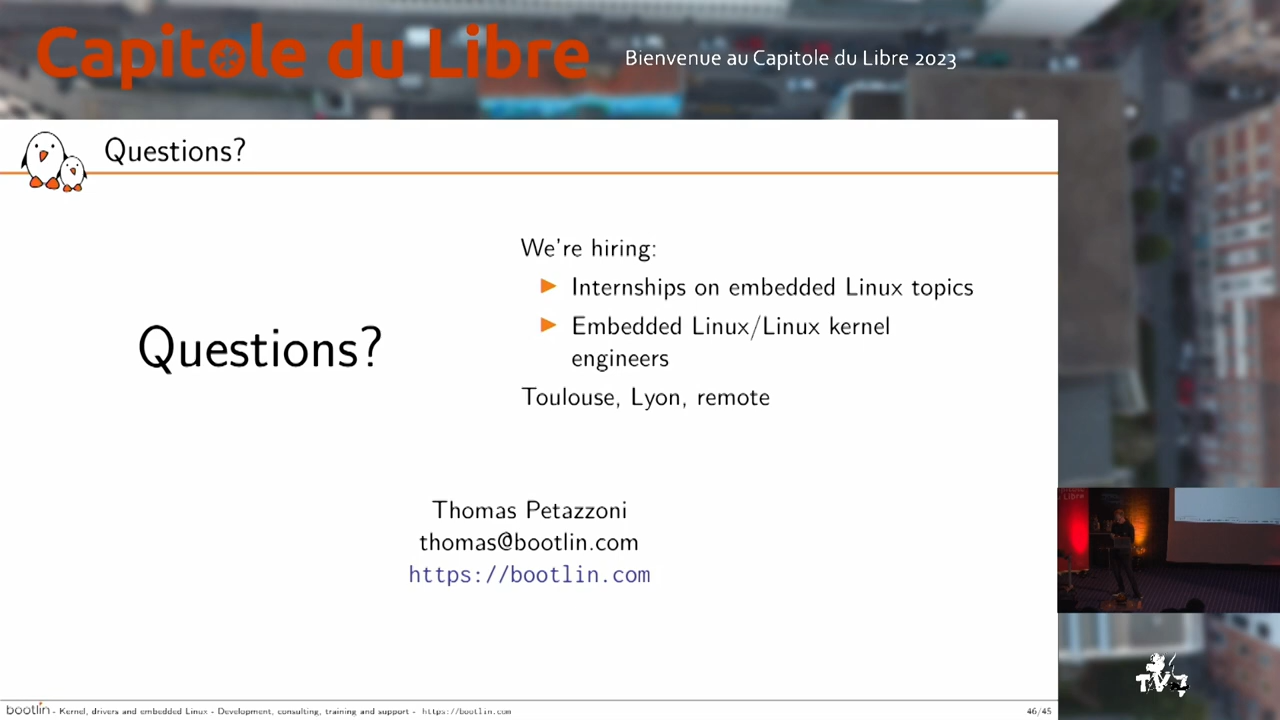 Capitole du Libre
Bienvenue au Capitole du Libre 2023
Questions?
Questions?
We're hiring:
▶ Internships on embedded Linux topics
▶ Embedded Linux/Linux kernel
engineers
Toulouse, Lyon, remote
Thomas Petazzoni
thomas@bootlin.com
https://bootlin.com
bootlin - Kernel, drivers and embedded Linux - Development, consulting, training and support - https://bootlin.com
46/45
TV7